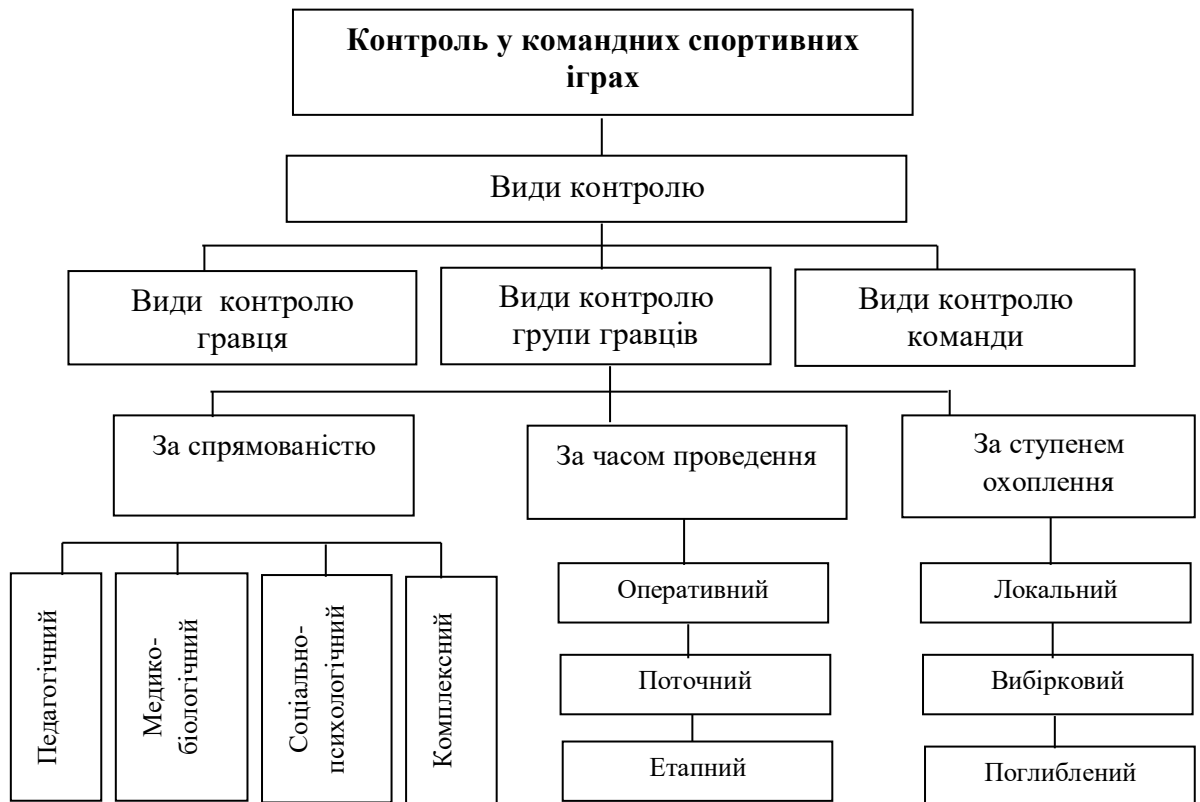 Контроль у командних спортивних
іграх
Види контролю
Види контролю
гравця
Види контролю
групи гравців
Види контролю
команди
За спрямованістю
За часом проведення
За ступенем
охоплення
Педагогічний
Медико-
біологічний
Соціально-
психологічний
Комплексний
Оперативний
Поточний
Етапний
Локальний
Вибірковий
Поглиблений